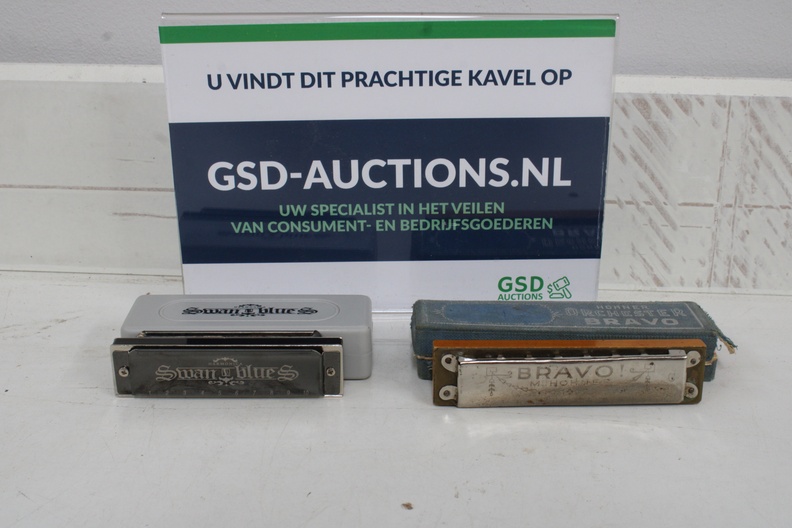 U VINDT DIT PRACHTIGE KAVEL OP
GSD-AUCTIONS.NL
UW SPECIALIST IN HET VEILEN
VAN CONSUMENT- EN BEDRIJFSGOEDEREN
GSD
AUCTIONS
Swan blues
Swan blues
HOHNER
ORCHESTER
BRAVO
BRAVO!
M. HOHNER